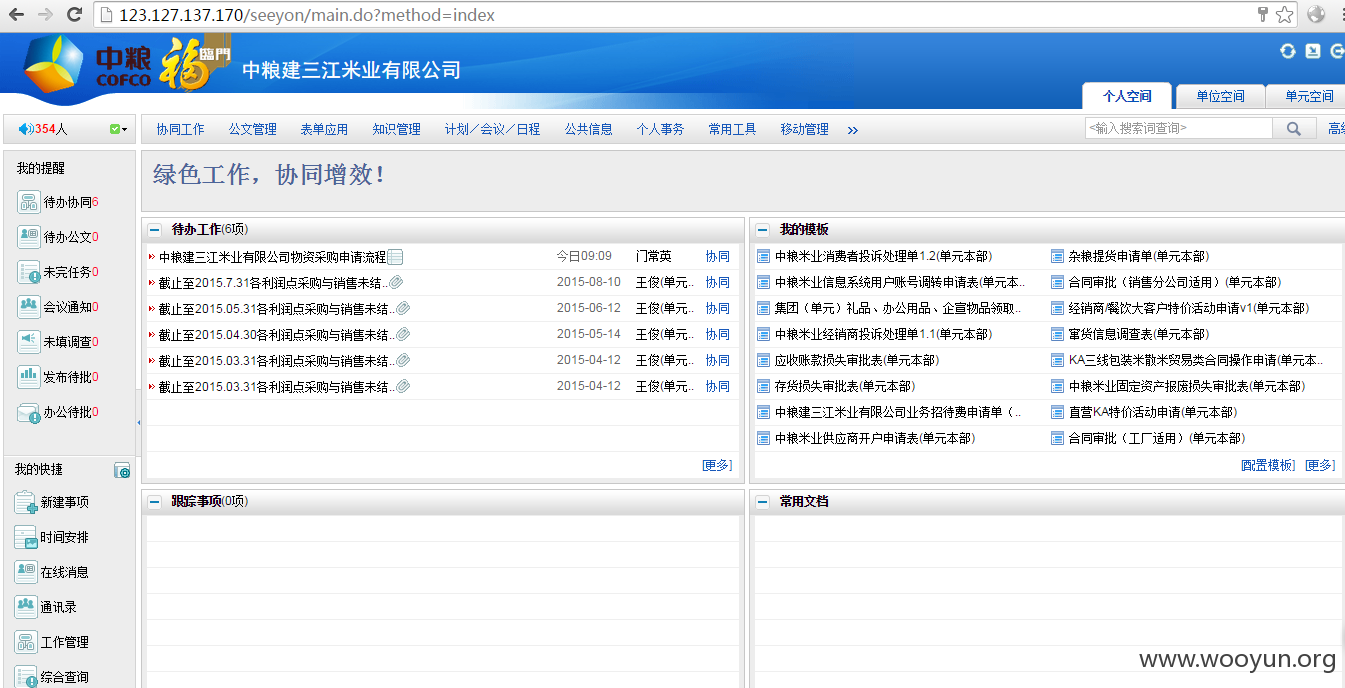 123.127.137.170/seeyon/main.do?method=index
中粮 COFCO 福臨門 中粮建三江米业有限公司
个人空间 单位空间 单元空间
354人 协同工作 公文管理 表单应用 知识管理 计划／会议／日程 公共信息 个人事务 常用工具 移动管理 » <输入搜索词查询>
我的提醒
待办协同6
待办公文0
未完任务0
会议通知0
未填调查0
发布待批0
办公待批0
我的快捷
新建事项
时间安排
在线消息
通讯录
工作管理
综合查询
绿色工作，协同增效！
待办工作(6项)
中粮建三江米业有限公司物资采购申请流程 今日09:09 门常英 协同
截止至2015.7.31各利润点采购与销售未结.. 2015-08-10 王俊(单元.. 协同
截止至2015.05.31各利润点采购与销售未结.. 2015-06-12 王俊(单元.. 协同
截止至2015.04.30各利润点采购与销售未结.. 2015-05-14 王俊(单元.. 协同
截止至2015.03.31各利润点采购与销售未结.. 2015-04-12 王俊(单元.. 协同
截止至2015.03.31各利润点采购与销售未结.. 2015-04-12 王俊(单元.. 协同
[更多]
我的模板
中粮米业消费者投诉处理单1.2(单元本部) 杂粮提货申请单(单元本部)
中粮米业信息系统用户账号调转申请表(单元本.. 合同审批（销售分公司适用）(单元本部)
集团（单元）礼品、办公用品、企宣物品领取.. 经销商/餐饮大客户特价活动申请v1(单元本部)
中粮米业经销商投诉处理单1.1(单元本部) 窜货信息调查表(单元本部)
应收账款损失审批表(单元本部) KA三线包装米散米贸易类合同操作申请(单元本..
存货损失审批表(单元本部) 中粮米业固定资产报废损失审批表(单元本部)
中粮建三江米业有限公司业务招待费申请单（.. 直营KA特价活动申请(单元本部)
中粮米业供应商开户申请表(单元本部) 合同审批（工厂适用）(单元本部)
[配置模板] [更多]
跟踪事项(0项)
常用文档
www.wooyun.org